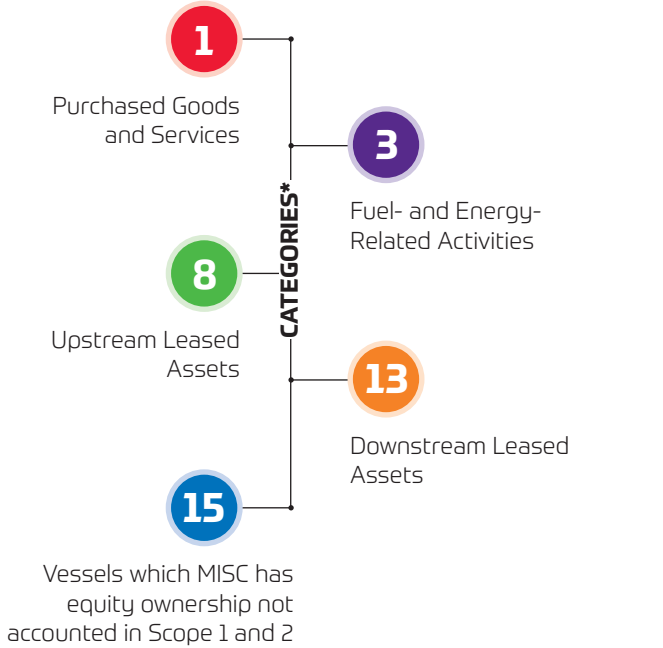 1
Purchased Goods
and Services
3
Fuel- and Energy-
Related Activities
CATEGORIES*
8
Upstream Leased
Assets
13
Downstream Leased
Assets
15
Vessels which MISC has
equity ownership not
accounted in Scope 1 and 2